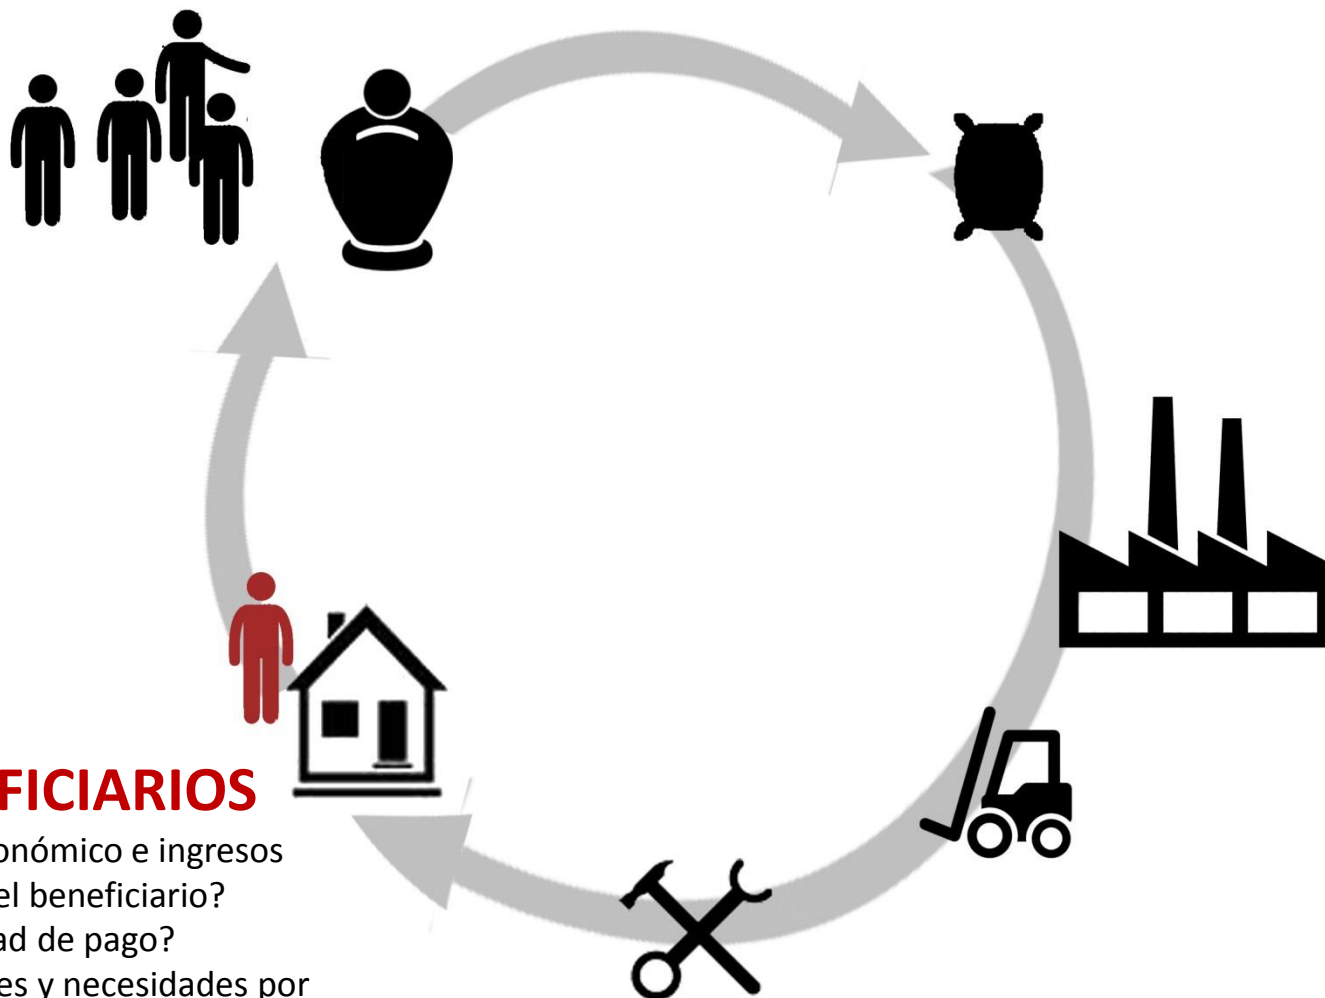 FICIARIOS
onómico e ingresos
el beneficiario?
ad de pago?
es y necesidades por